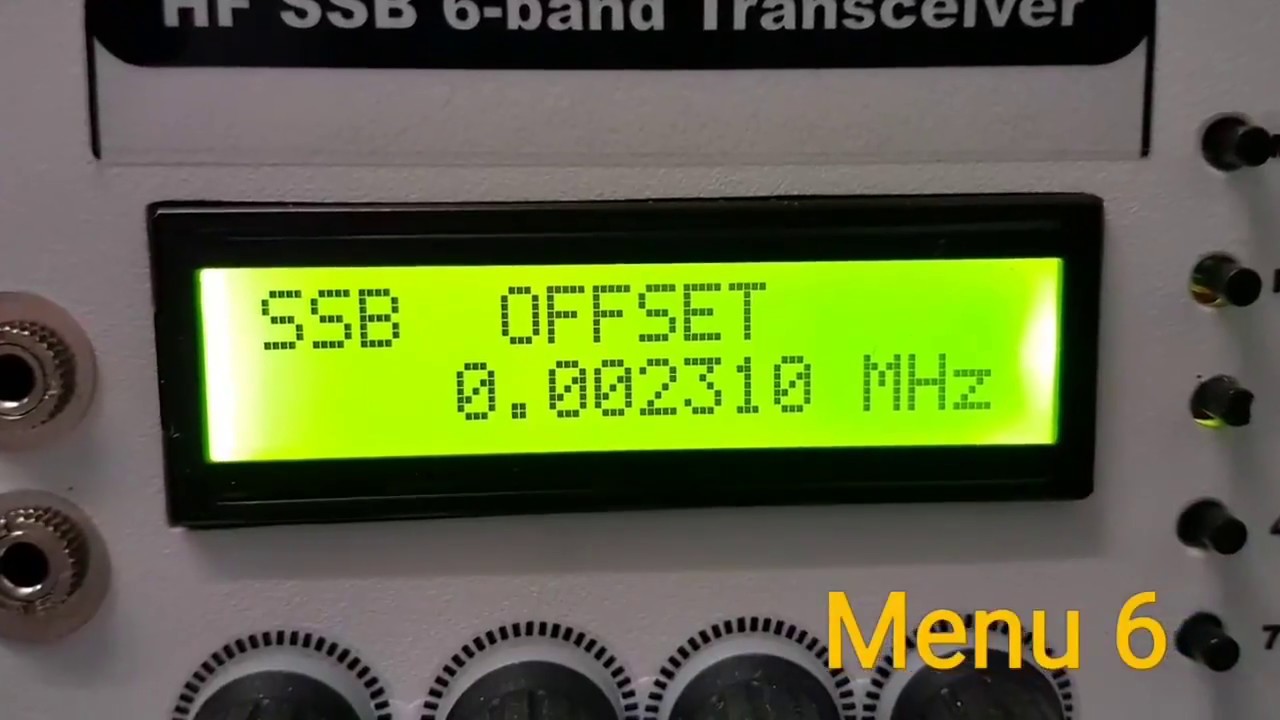 HF SSB 6-band Transceiver
SSB OFFSET
0.002310 MHz
Menu 6